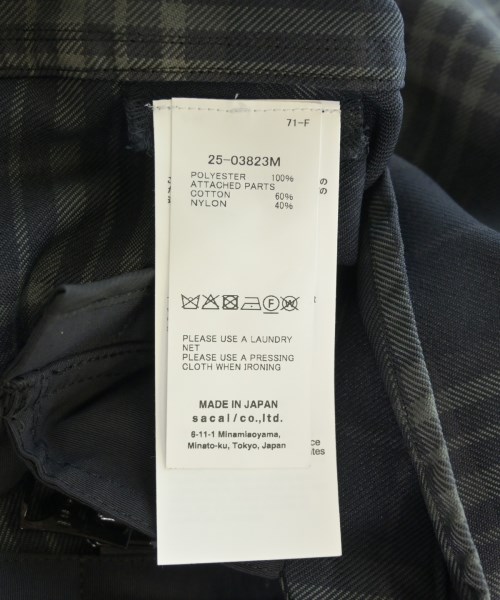 71-F
25-03823M
POLYESTER 100%
ATTACHED PARTS
COTTON 60%
NYLON 40%
SS
PLEASE USE A LAUNDRY
NET
PLEASE USE A PRESSING
CLOTH WHEN IRONING
MADE IN JAPAN
sacai/co.,ltd.
6-11-1 Minamiaoyama,
Minato-ku, Tokyo, Japan